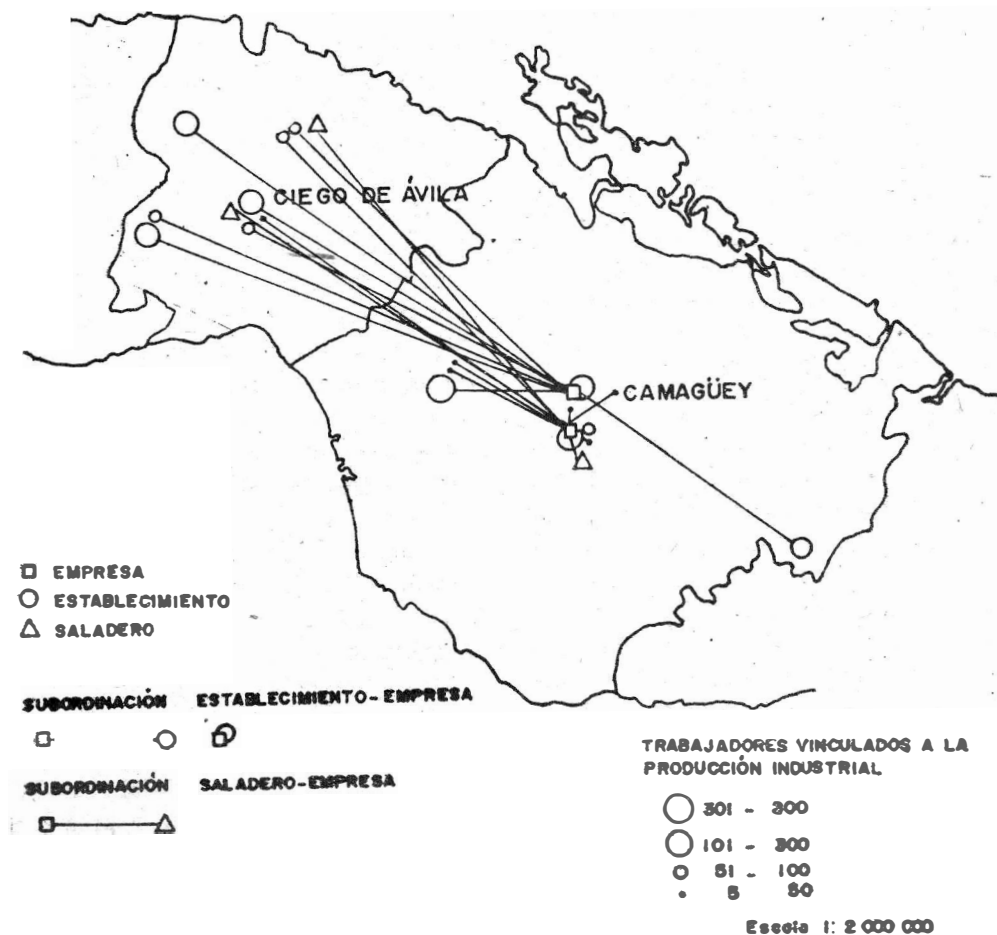 CIEGO DE ÁVILA
CAMAGÜEY
EMPRESA
ESTABLECIMIENTO
SALADERO
SUBORDINACIÓN ESTABLECIMIENTO-EMPRESA
SUBORDINACIÓN SALADERO-EMPRESA
TRABAJADORES VINCULADOS A LA
PRODUCCIÓN INDUSTRIAL
301 - 300
101 - 300
51 - 100
5 50
Escala 1: 2 000 000